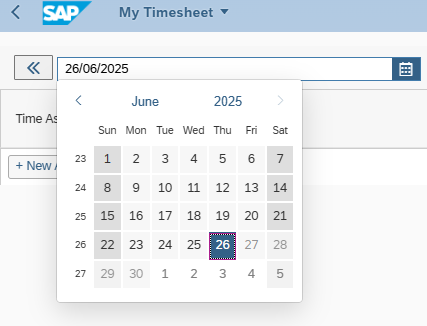 SAP My Timesheet
26/06/2025
June 2025
Time As
Sun Mon Tue Wed Thu Fri Sat
23 1 2 3 4 5 6 7
+ New A
24 8 9 10 11 12 13 14
25 15 16 17 18 19 20 21
26 22 23 24 25 26 27 28
27 29 30 1 2 3 4 5